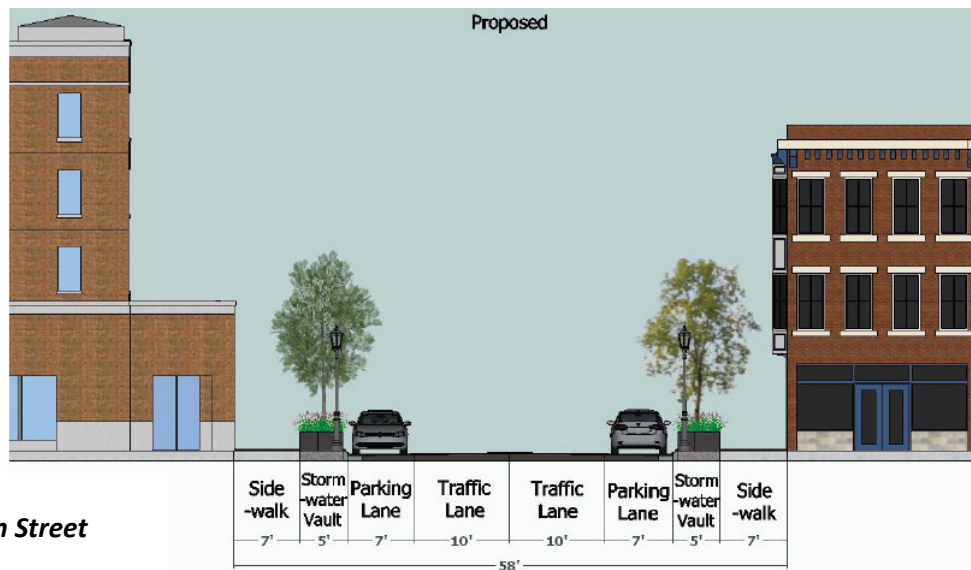 Proposed
Side
-walk
Storm
-water
Vault
Parking
Lane
Traffic
Lane
Traffic
Lane
Parking
Lane
Storm
-water
Vault
Side
-walk
7' 5' 7' 10' 10' 7' 5' 7'
58'
Street